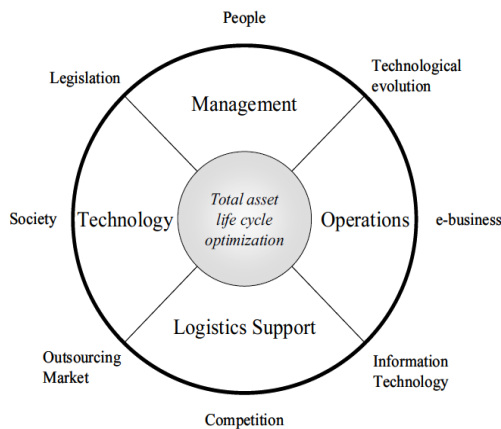 People
Legislation
Technological
evolution
Management
Society
Technology
Total asset
life cycle
optimization
Operations
e-business
Logistics Support
Outsourcing
Market
Information
Technology
Competition